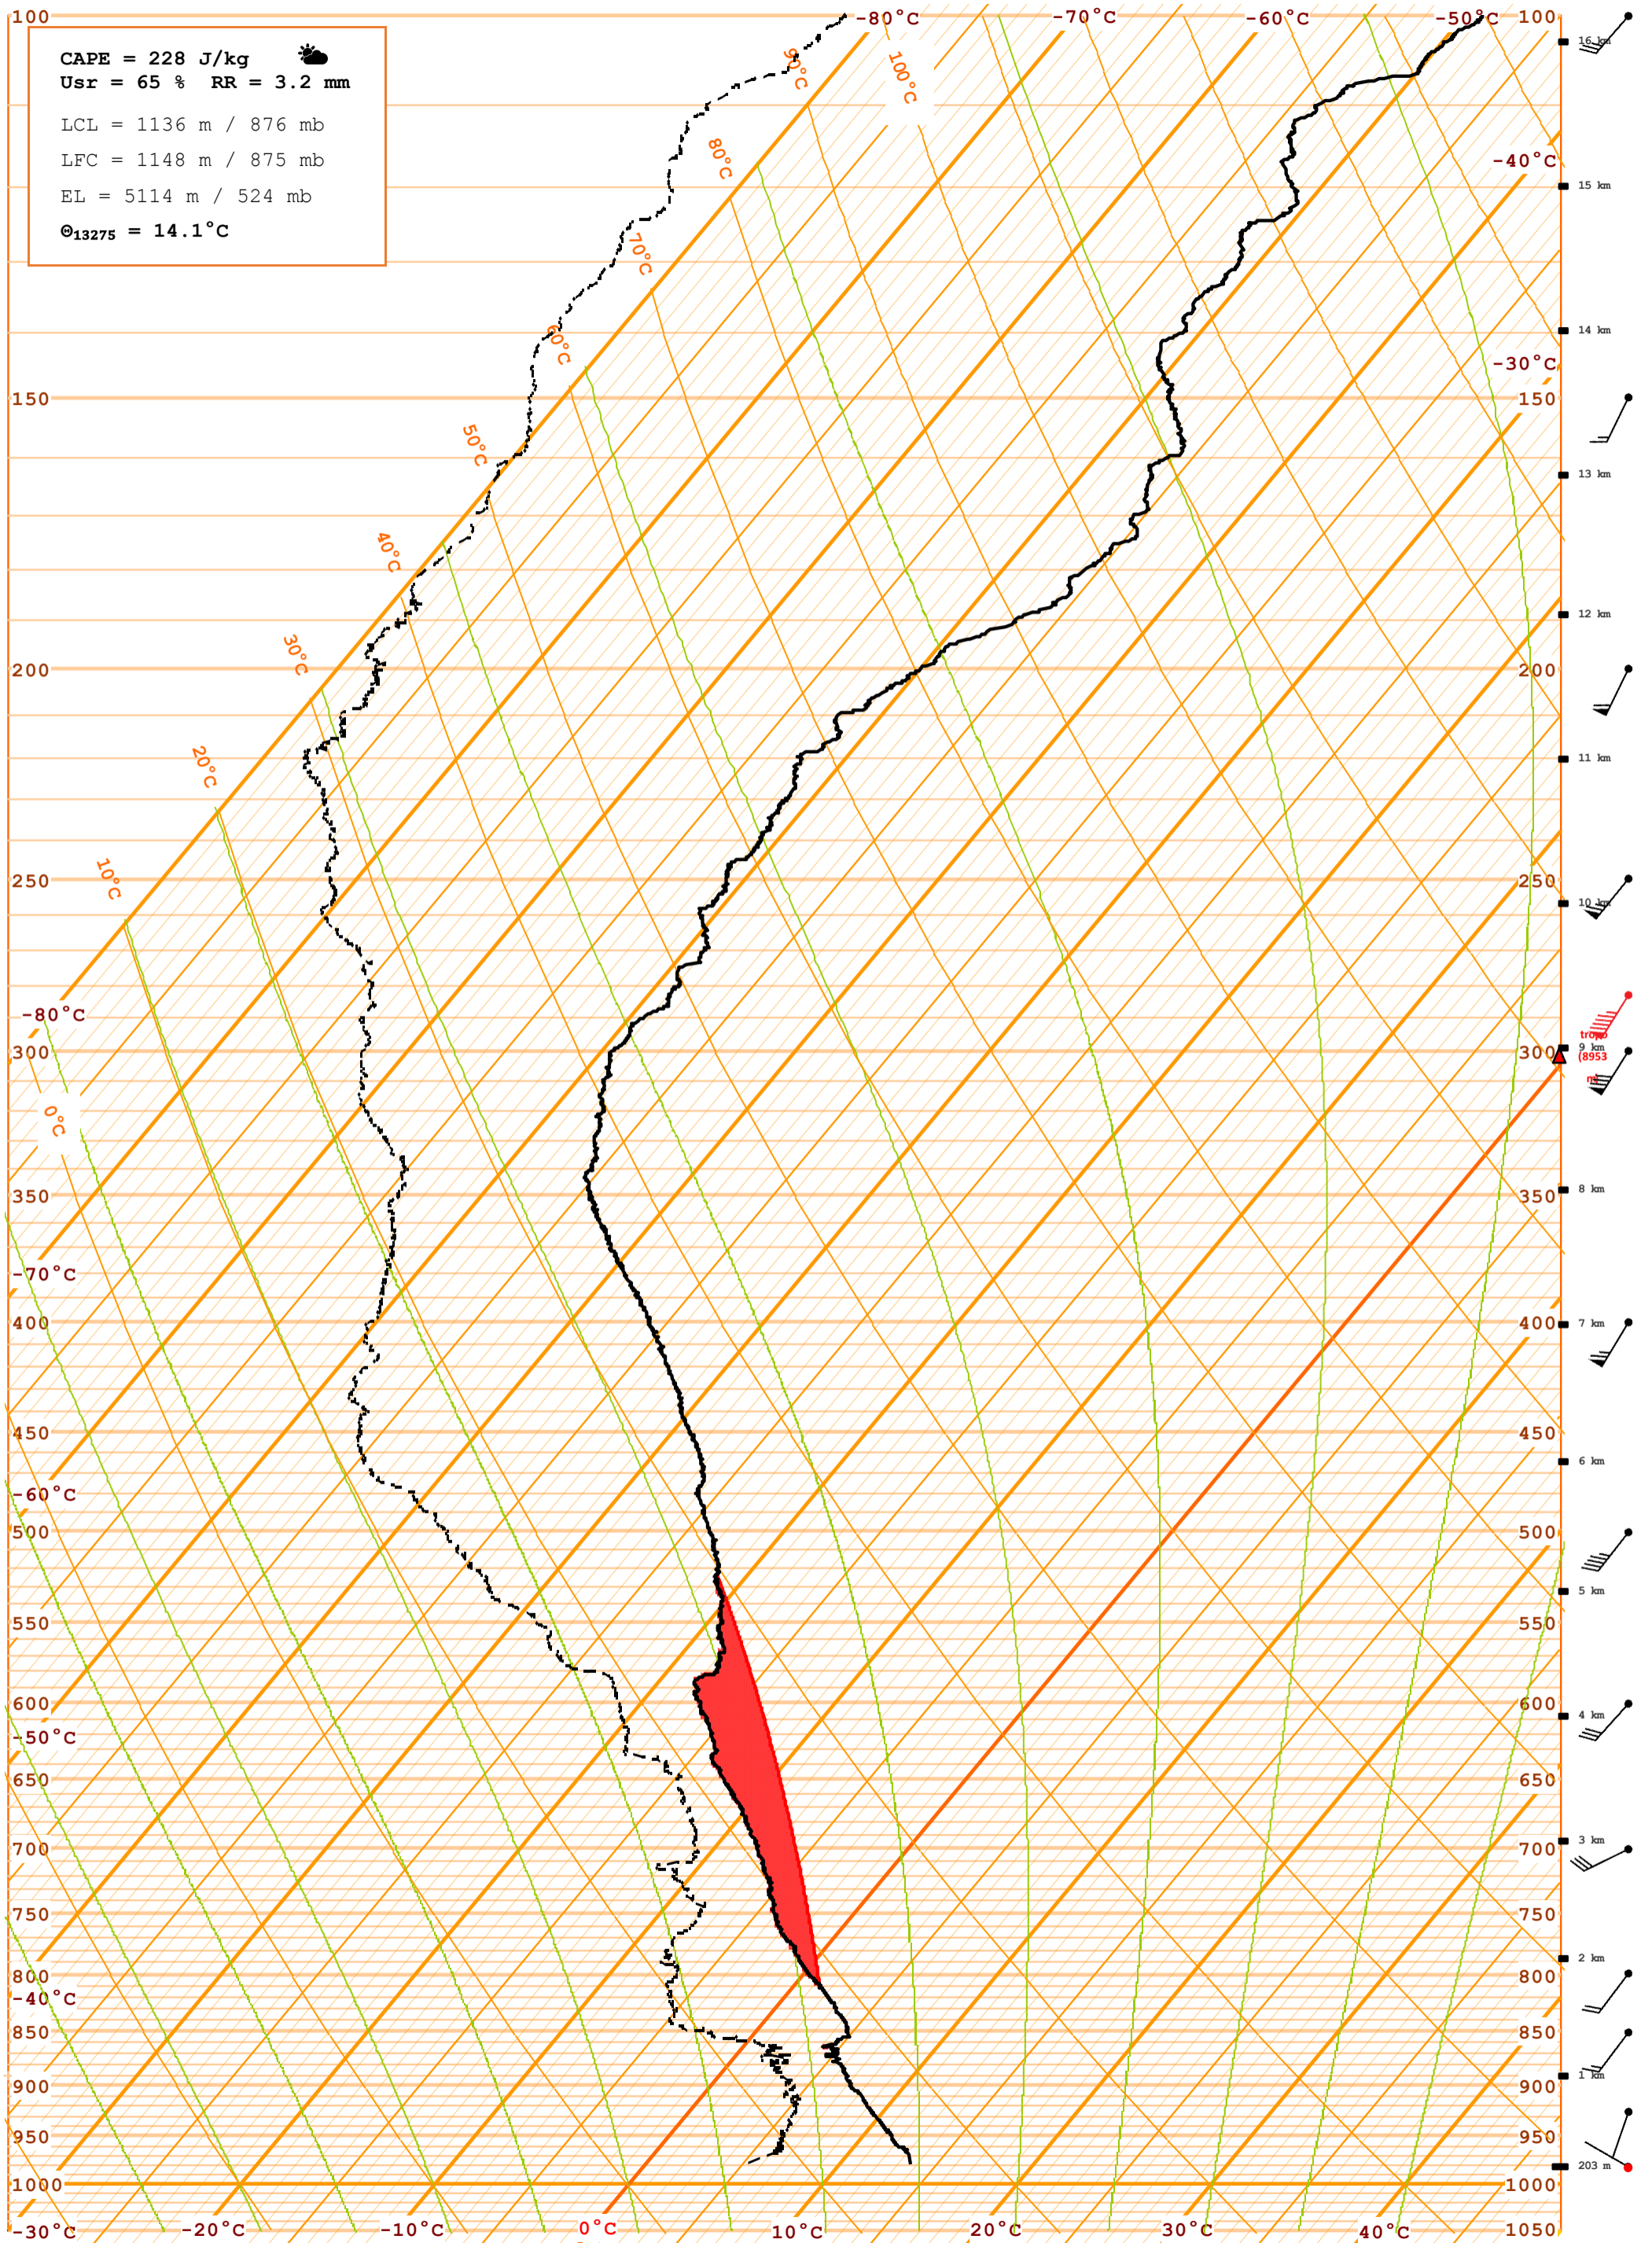 100 -80°C -70°C -60°C -50°C 100
16 km
CAPE = 228 J/kg
Usr = 65 % RR = 3.2 mm
LCL = 1136 m / 876 mb
LFC = 1148 m / 875 mb
EL = 5114 m / 524 mb
Θ13275 = 14.1°C
90°C
100°C
80°C
-40°C
15 km
70°C
14 km
60°C
-30°C
150 150
50°C
13 km
40°C
12 km
30°C
200 200
20°C
11 km
10°C
250 250
10 km
-80°C
tropo
9 km
300 300
(8953
m)
0°C
350 350
8 km
-70°C
400 400
7 km
450 450
6 km
-60°C
500 500
5 km
550 550
600 600
4 km
-50°C
650 650
3 km
700 700
750 750
2 km
800 800
-40°C
850 850
1 km
900 900
950 950
203 m
1000 1000
-30°C -20°C -10°C 0°C 10°C 20°C 30°C 40°C 1050